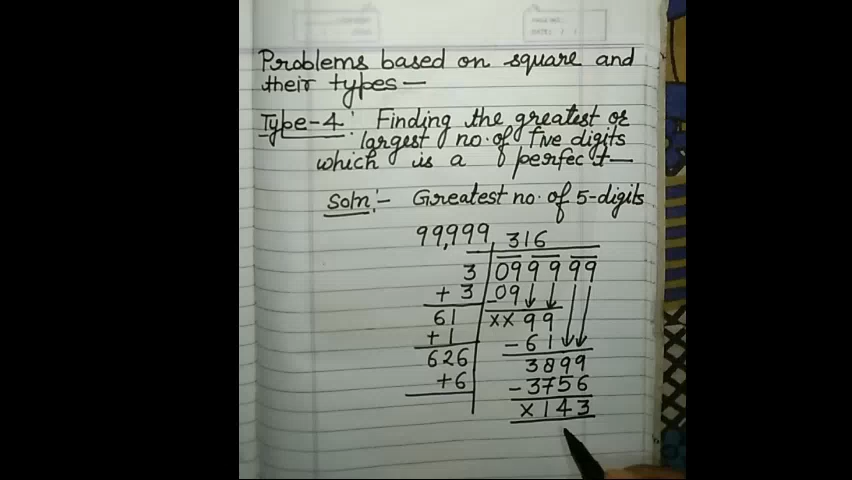 Problems based on square and
their types—
Type-4: Finding the greatest or
largest no. of five digits
which is a perfect—
Soln:- Greatest no. of 5-digits
99,999 316
3 099999
+ 3 -09
61 xx99
+1 -61
626 3899
+6 -3756
x143